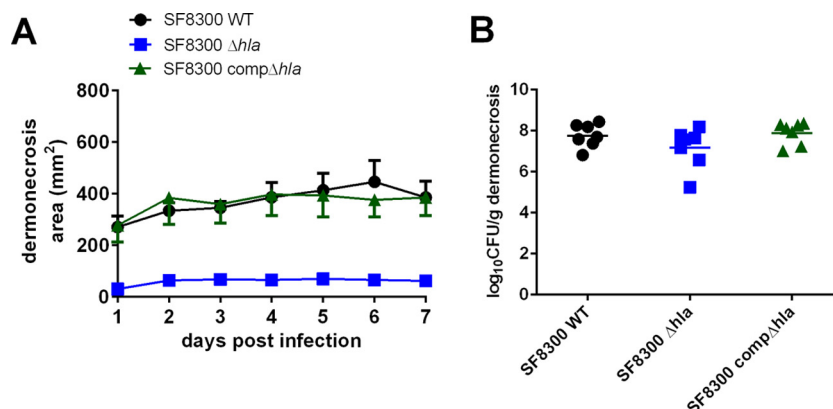 A
SF8300 WT
SF8300 Δhla
SF8300 compΔhla
800
600
400
200
0
dermonecrosis
area (mm²)
1 2 3 4 5 6 7
days post infection
B
10
8
6
4
2
0
log₁₀CFU/g dermonecrosis
SF8300 WT
SF8300 Δhla
SF8300 compΔhla